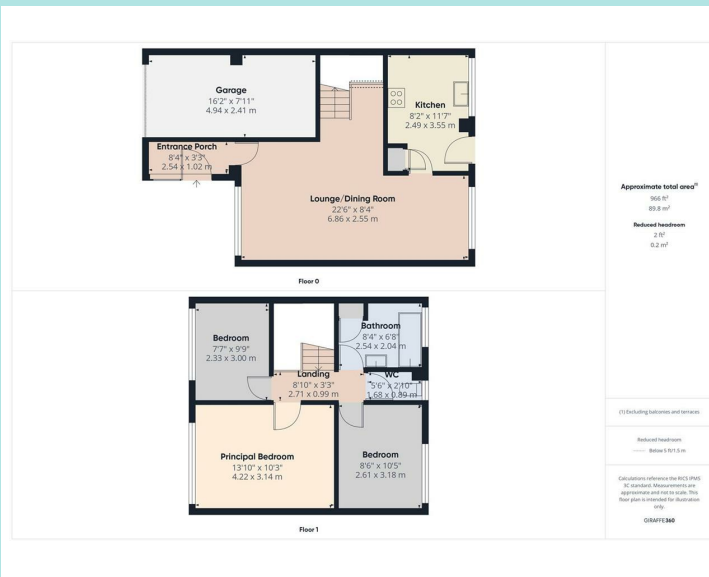 Garage
16'2" x 7'11"
4.94 x 2.41 m
Kitchen
8'2" x 11'7"
2.49 x 3.55 m
Entrance Porch
8'4" x 3'3"
2.54 x 1.02 m
Lounge/Dining Room
22'6" x 8'4"
6.86 x 2.55 m
Floor 0
Bedroom
7'7" x 9'9"
2.33 x 3.00 m
Bathroom
8'4" x 6'8"
2.54 x 2.04 m
Landing
8'10" x 3'3"
2.71 x 0.99 m
WC
5'6" x 2'10"
1.68 x 0.89 m
Principal Bedroom
13'10" x 10'3"
4.22 x 3.14 m
Bedroom
8'6" x 10'5"
2.61 x 3.18 m
Floor 1
Approximate total area⁽¹⁾
966 ft²
89.8 m²
Reduced headroom
2 ft²
0.2 m²
(1) Excluding balconies and terraces
Reduced headroom
Below 5 ft/1.5 m
Calculations reference the RICS IPMS
3C standard. Measurements are
approximate and not to scale. This
floor plan is intended for illustration
only.
GIRAFFE360